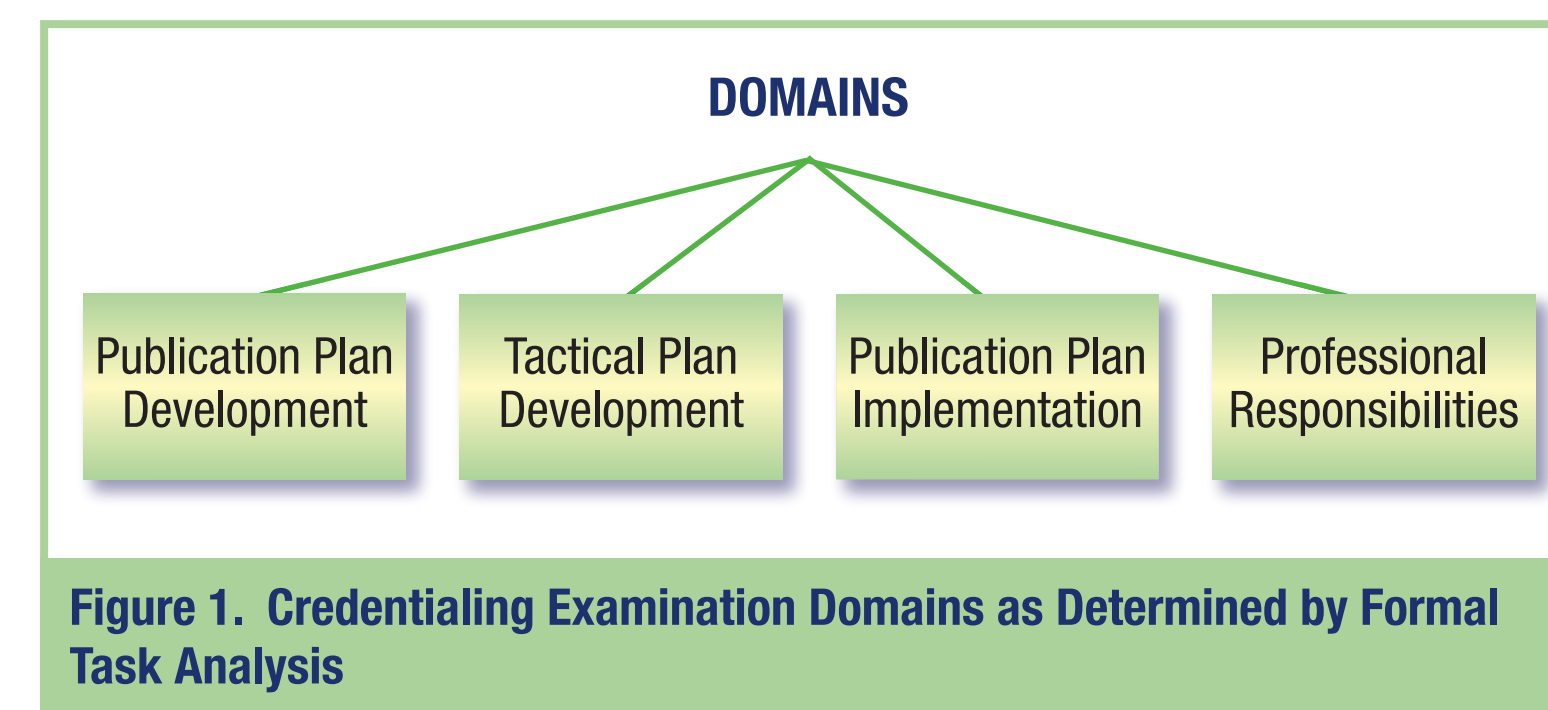 DOMAINS
Publication Plan
Development
Tactical Plan
Development
Publication Plan
Implementation
Professional
Responsibilities
Figure 1. Credentialing Examination Domains as Determined by Formal
Task Analysis